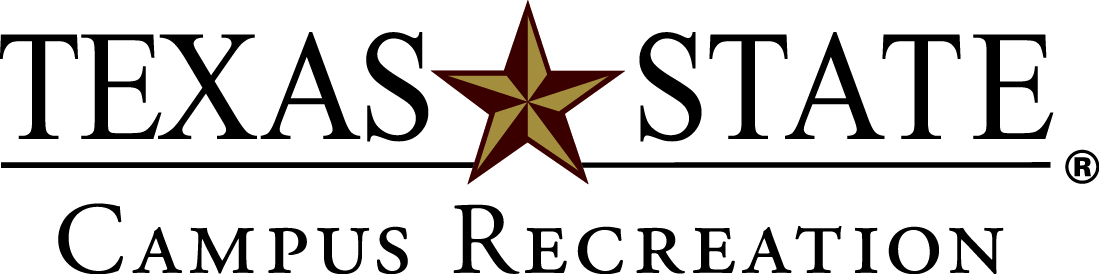 TEXAS STATE
®
CAMPUS RECREATION